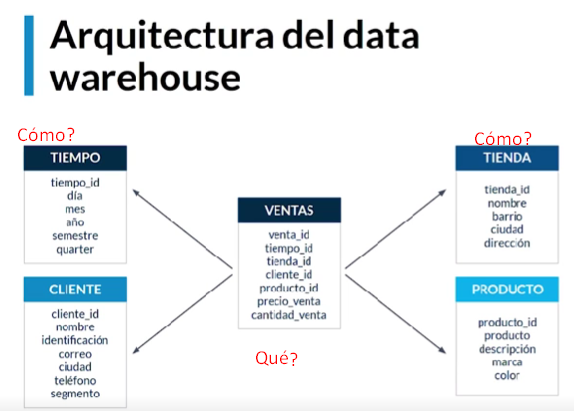 Arquitectura del data
warehouse
Cómo?
TIEMPO
tiempo_id
día
mes
año
semestre
quarter
CLIENTE
cliente_id
nombre
identificación
correo
ciudad
teléfono
segmento
VENTAS
venta_id
tiempo_id
tienda_id
cliente_id
producto_id
precio_venta
cantidad_venta
Qué?
Cómo?
TIENDA
tienda_id
nombre
barrio
ciudad
dirección
PRODUCTO
producto_id
producto
descripción
marca
color